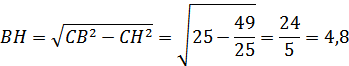 BH = √(CB² − CH²) = √(25 − 49/25) = 24/5 = 4,8